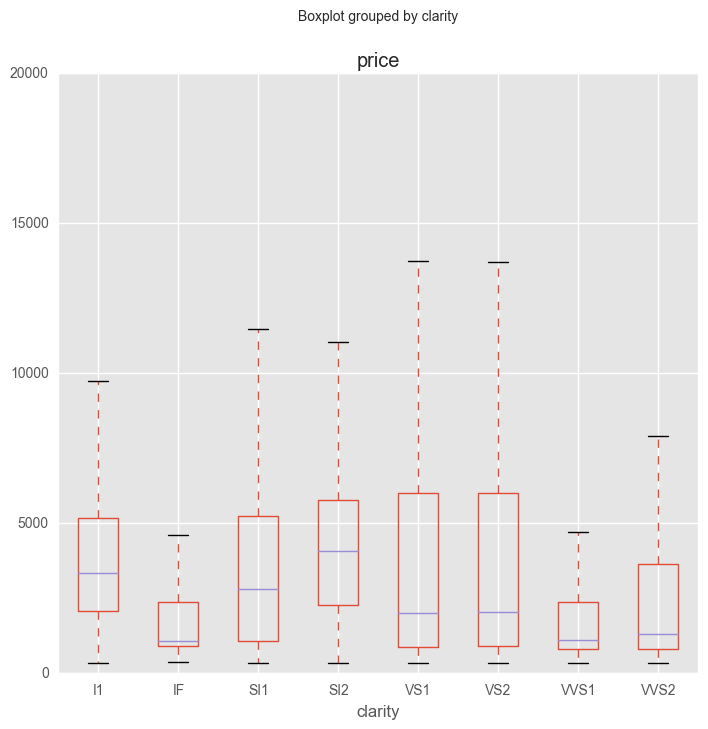 Boxplot grouped by clarity
price
20000
15000
10000
5000
0
I1 IF SI1 SI2 VS1 VS2 VVS1 VVS2
clarity